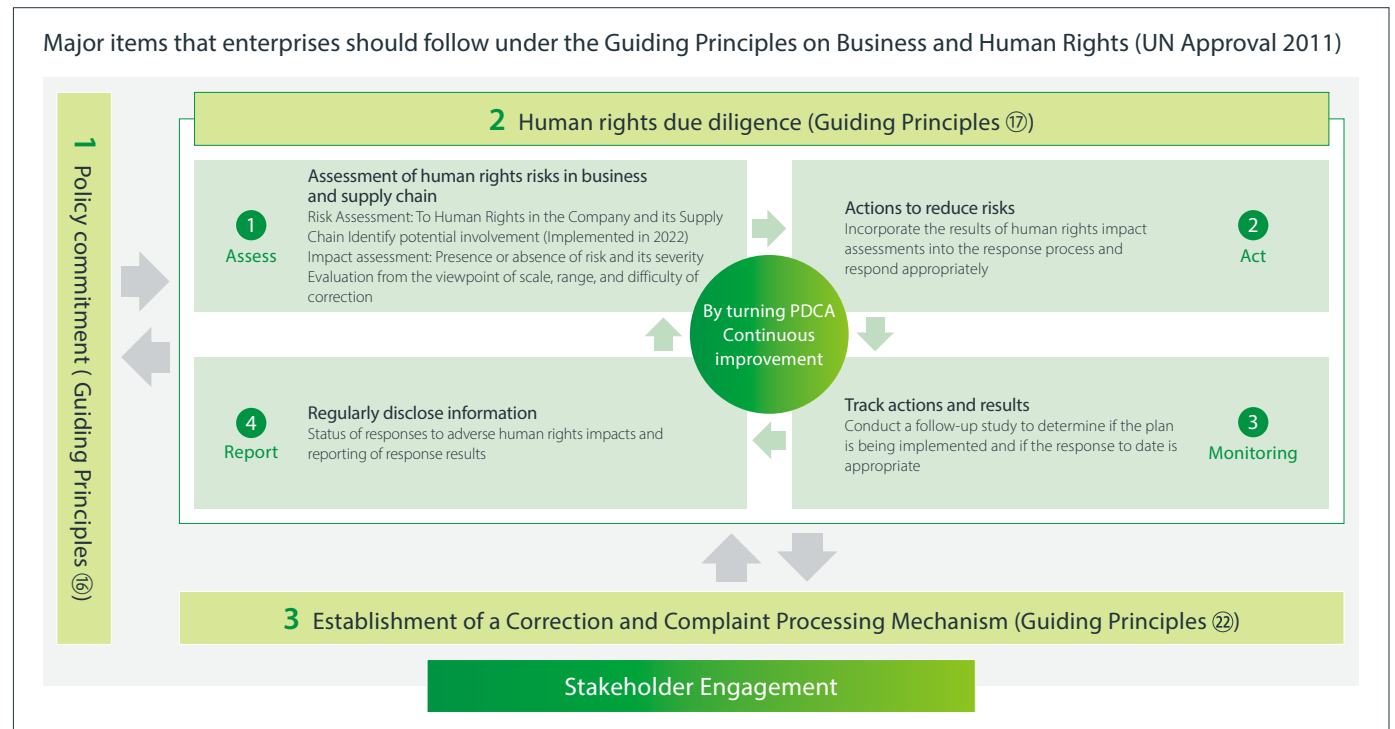 Major items that enterprises should follow under the Guiding Principles on Business and Human Rights (UN Approval 2011)
1 Policy commitment ( Guiding Principles ⑯)
2 Human rights due diligence (Guiding Principles ⑰)
1
Assess
Assessment of human rights risks in business
and supply chain
Risk Assessment: To Human Rights in the Company and its Supply
Chain Identify potential involvement (Implemented in 2022)
Impact assessment: Presence or absence of risk and its severity
Evaluation from the viewpoint of scale, range, and difficulty of
correction
Actions to reduce risks
Incorporate the results of human rights impact
assessments into the response process and
respond appropriately
2
Act
By turning PDCA
Continuous
improvement
4
Report
Regularly disclose information
Status of responses to adverse human rights impacts and
reporting of response results
Track actions and results
Conduct a follow-up study to determine if the plan
is being implemented and if the response to date is
appropriate
3
Monitoring
3 Establishment of a Correction and Complaint Processing Mechanism (Guiding Principles ㉒)
Stakeholder Engagement